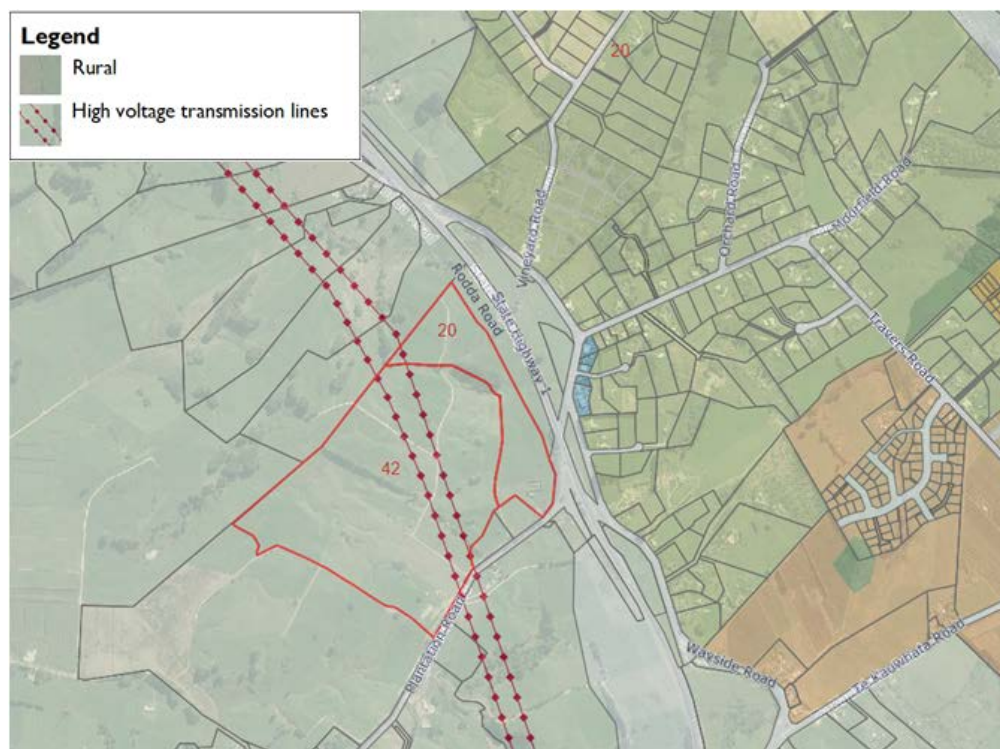 Legend
Rural
High voltage transmission lines
20
Orchard Road
Moorfield Road
Vineyard Road
Rodda Road
State Highway 1
20
Travers Road
42
Plantation Road
Wayside Road
Te Kauwhata Road